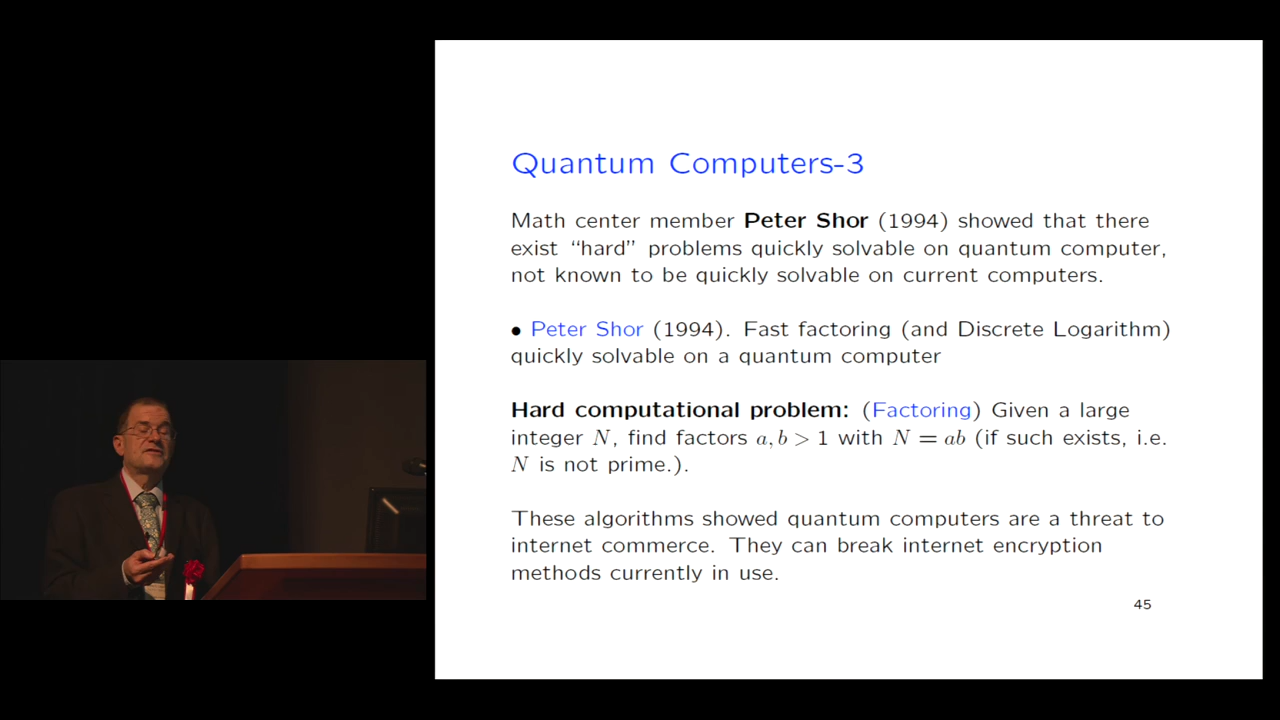 Quantum Computers-3
Math center member Peter Shor (1994) showed that there
exist “hard” problems quickly solvable on quantum computer,
not known to be quickly solvable on current computers.
• Peter Shor (1994). Fast factoring (and Discrete Logarithm)
quickly solvable on a quantum computer
Hard computational problem: (Factoring) Given a large
integer N, find factors a, b > 1 with N = ab (if such exists, i.e.
N is not prime.).
These algorithms showed quantum computers are a threat to
internet commerce. They can break internet encryption
methods currently in use.
45